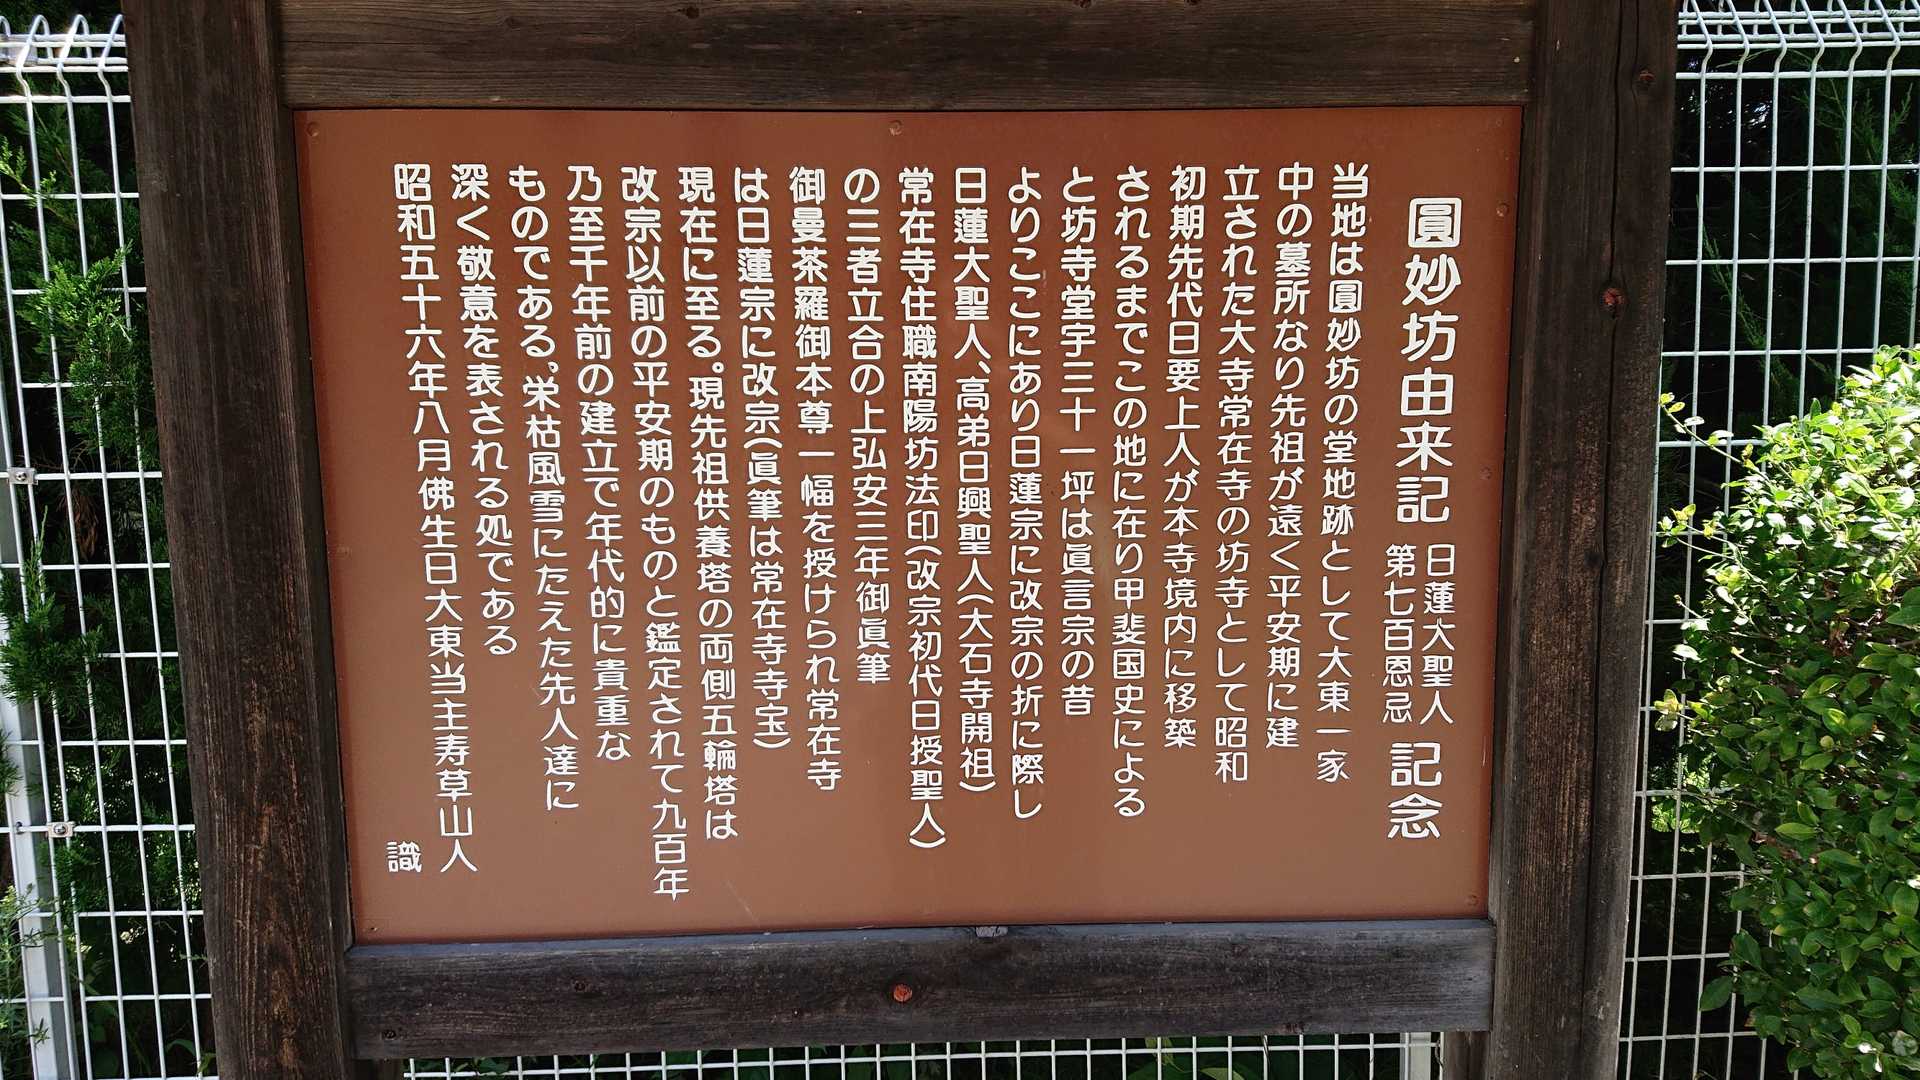 圓妙坊由来記 日蓮大聖人第七百恩忌 記念
当地は圓妙坊の堂地跡として大東一家
中の墓所なり先祖が遠く平安期に建
立された大寺常在寺の坊寺として昭和
初期先代日要上人が本寺境内に移築
されるまでこの地に在り甲斐国史による
と坊寺堂宇三十一坪は眞言宗の昔
よりここにあり日蓮宗に改宗の折に際し
日蓮大聖人、高弟日興聖人(大石寺開祖)
常在寺住職南陽坊法印(改宗初代日授聖人)
の三者立合の上弘安三年御眞筆
御曼茶羅御本尊一幅を授けられ常在寺
は日蓮宗に改宗(眞筆は常在寺寺宝)
現在に至る。現先祖供養塔の両側五輪塔は
改宗以前の平安期のものと鑑定されて九百年
乃至千年前の建立で年代的に貴重な
ものである。栄枯風雪にたえた先人達に
深く敬意を表される処である
昭和五十六年八月佛生日大東当主寿草山人
識